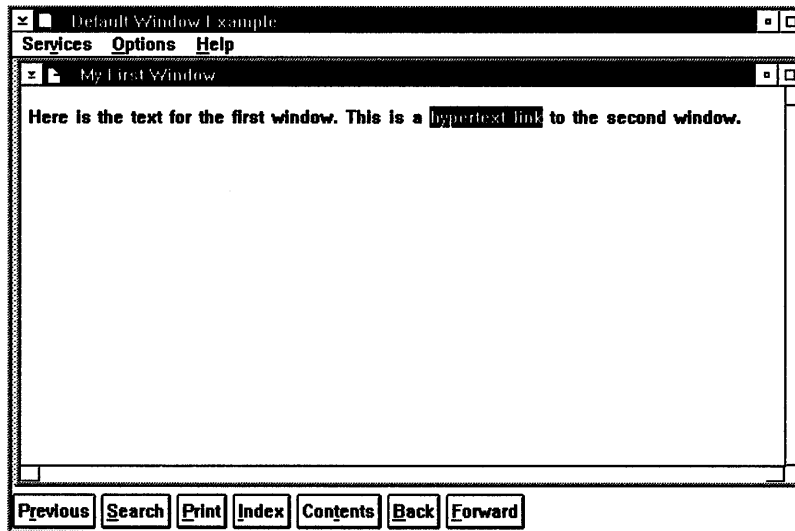 Default Window Example
Services Options Help
My First Window
Here is the text for the first window. This is a hypertext link to the second window.
Previous Search Print Index Contents Back Forward